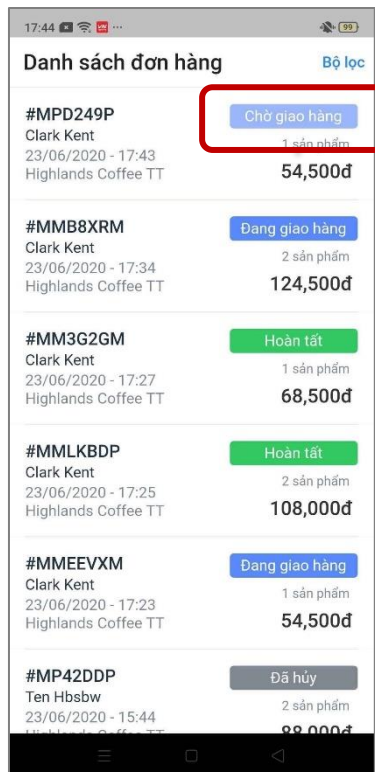 17:44 99
Danh sách đơn hàng Bộ lọc
#MPD249P Chờ giao hàng
Clark Kent 1 sản phẩm
23/06/2020 - 17:43 54,500đ
Highlands Coffee TT
#MMB8XRM Đang giao hàng
Clark Kent 2 sản phẩm
23/06/2020 - 17:34 124,500đ
Highlands Coffee TT
#MM3G2GM Hoàn tất
Clark Kent 1 sản phẩm
23/06/2020 - 17:27 68,500đ
Highlands Coffee TT
#MMLKBDP Hoàn tất
Clark Kent 2 sản phẩm
23/06/2020 - 17:25 108,000đ
Highlands Coffee TT
#MMEEVXM Đang giao hàng
Clark Kent 1 sản phẩm
23/06/2020 - 17:23 54,500đ
Highlands Coffee TT
#MP42DDP Đã hủy
Ten Hbsbw 2 sản phẩm
23/06/2020 - 15:44 88,000đ